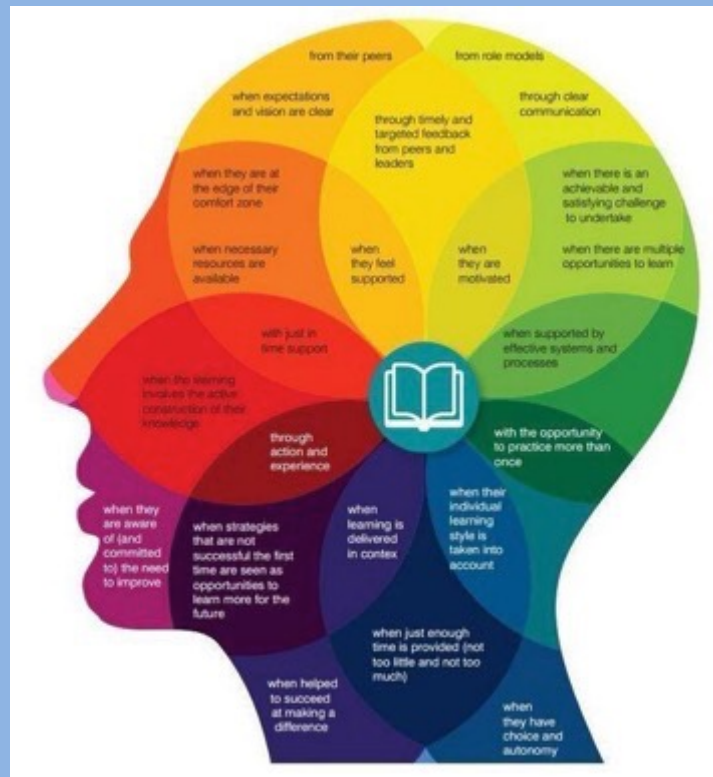 from their peers
from role models
when expectations
and vision are clear
through clear
communication
through timely and
targeted feedback
from peers and
leaders
when they are at
the edge of their
comfort zone
when there is an
achievable and
satisfying challenge
to undertake
when necessary
resources are
available
when
they feel
supported
when
they are
motivated
when there are multiple
opportunities to learn
with just in
time support
when supported by
effective systems and
processes
when the learning
involves the active
construction of their
knowledge
through
action and
experience
with the opportunity
to practice more than
once
when they
are aware
of (and
committed
to) the need
to improve
when strategies
that are not
successful the first
time are seen as
opportunities to
learn more for the
future
when
learning is
delivered
in contex
when their
individual
learning
style is
taken into
account
when just enough
time is provided (not
too little and not too
much)
when helped
to succeed
at making a
difference
when
they have
choice and
autonomy